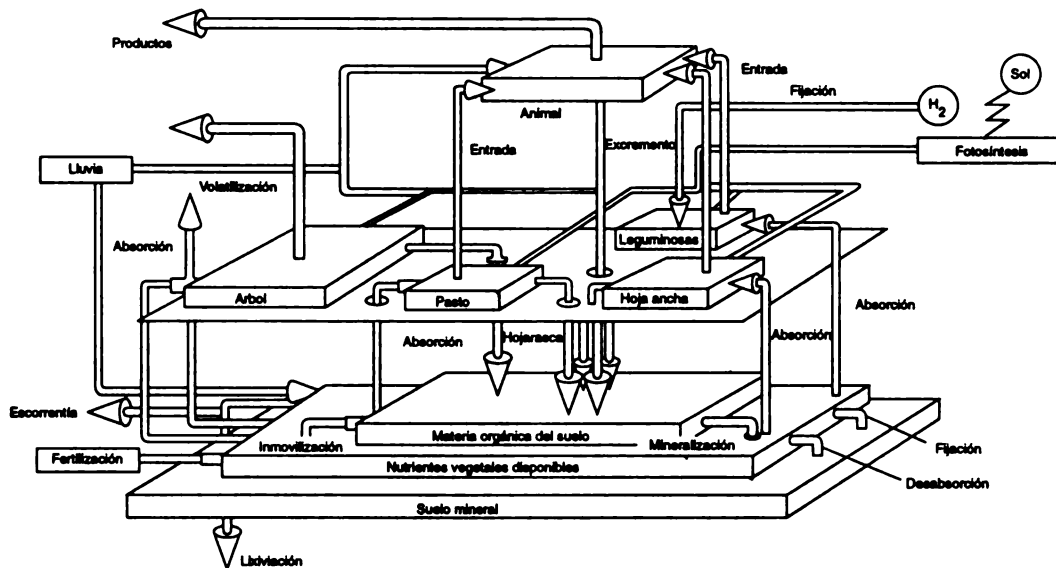 Productos
Sol
Entrada
Fijación
H2
Animal
Entrada
Excremento
Fotosíntesis
Lluvia
Volatilización
Absorción
Leguminosas
Arbol
Pasto
Hoja ancha
Absorción
Absorción
Hojarasca
Absorción
Escorrentía
Inmovilización
Materia orgánica del suelo
Mineralización
Fijación
Fertilización
Nutrientes vegetales disponibles
Desabsorción
Suelo mineral
Lixiviación